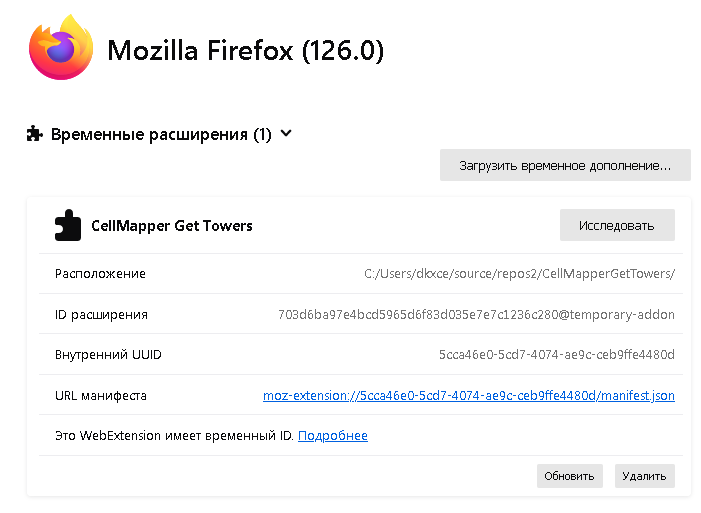 Mozilla Firefox (126.0)
Временные расширения (1)
Загрузить временное дополнение...
CellMapper Get Towers
Исследовать
Расположение C:/Users/dkxce/source/repos2/CellMapperGetTowers/
ID расширения 703d6ba97e4bcd5965d6f83d035e7e7c1236c280@temporary-addon
Внутренний UUID 5cca46e0-5cd7-4074-ae9c-ceb9ffe4480d
URL манифеста moz-extension://5cca46e0-5cd7-4074-ae9c-ceb9ffe4480d/manifest.json
Это WebExtension имеет временный ID. Подробнее
Обновить Удалить